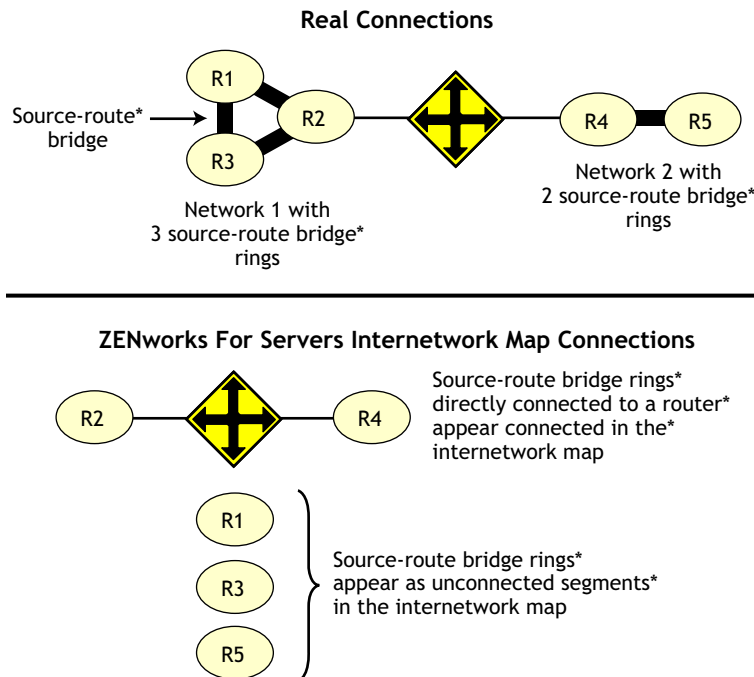 Real Connections
R1
R2
R3
R4
R5
Source-route*
bridge
Network 1 with
3 source-route bridge*
rings
Network 2 with
2 source-route bridge*
rings
ZENworks For Servers Internetwork Map Connections
R2
R4
Source-route bridge rings*
directly connected to a router*
appear connected in the*
internetwork map
R1
R3
R5
Source-route bridge rings*
appear as unconnected segments*
in the internetwork map